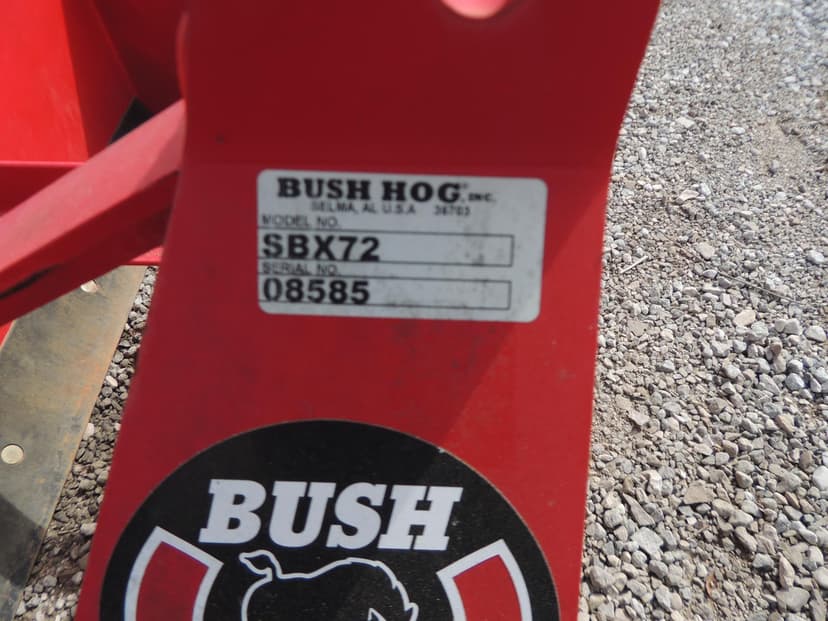 BUSH HOG, INC.
SELMA, AL U.S.A 36703
MODEL NO.
SBX72
SERIAL NO.
08585
BUSH